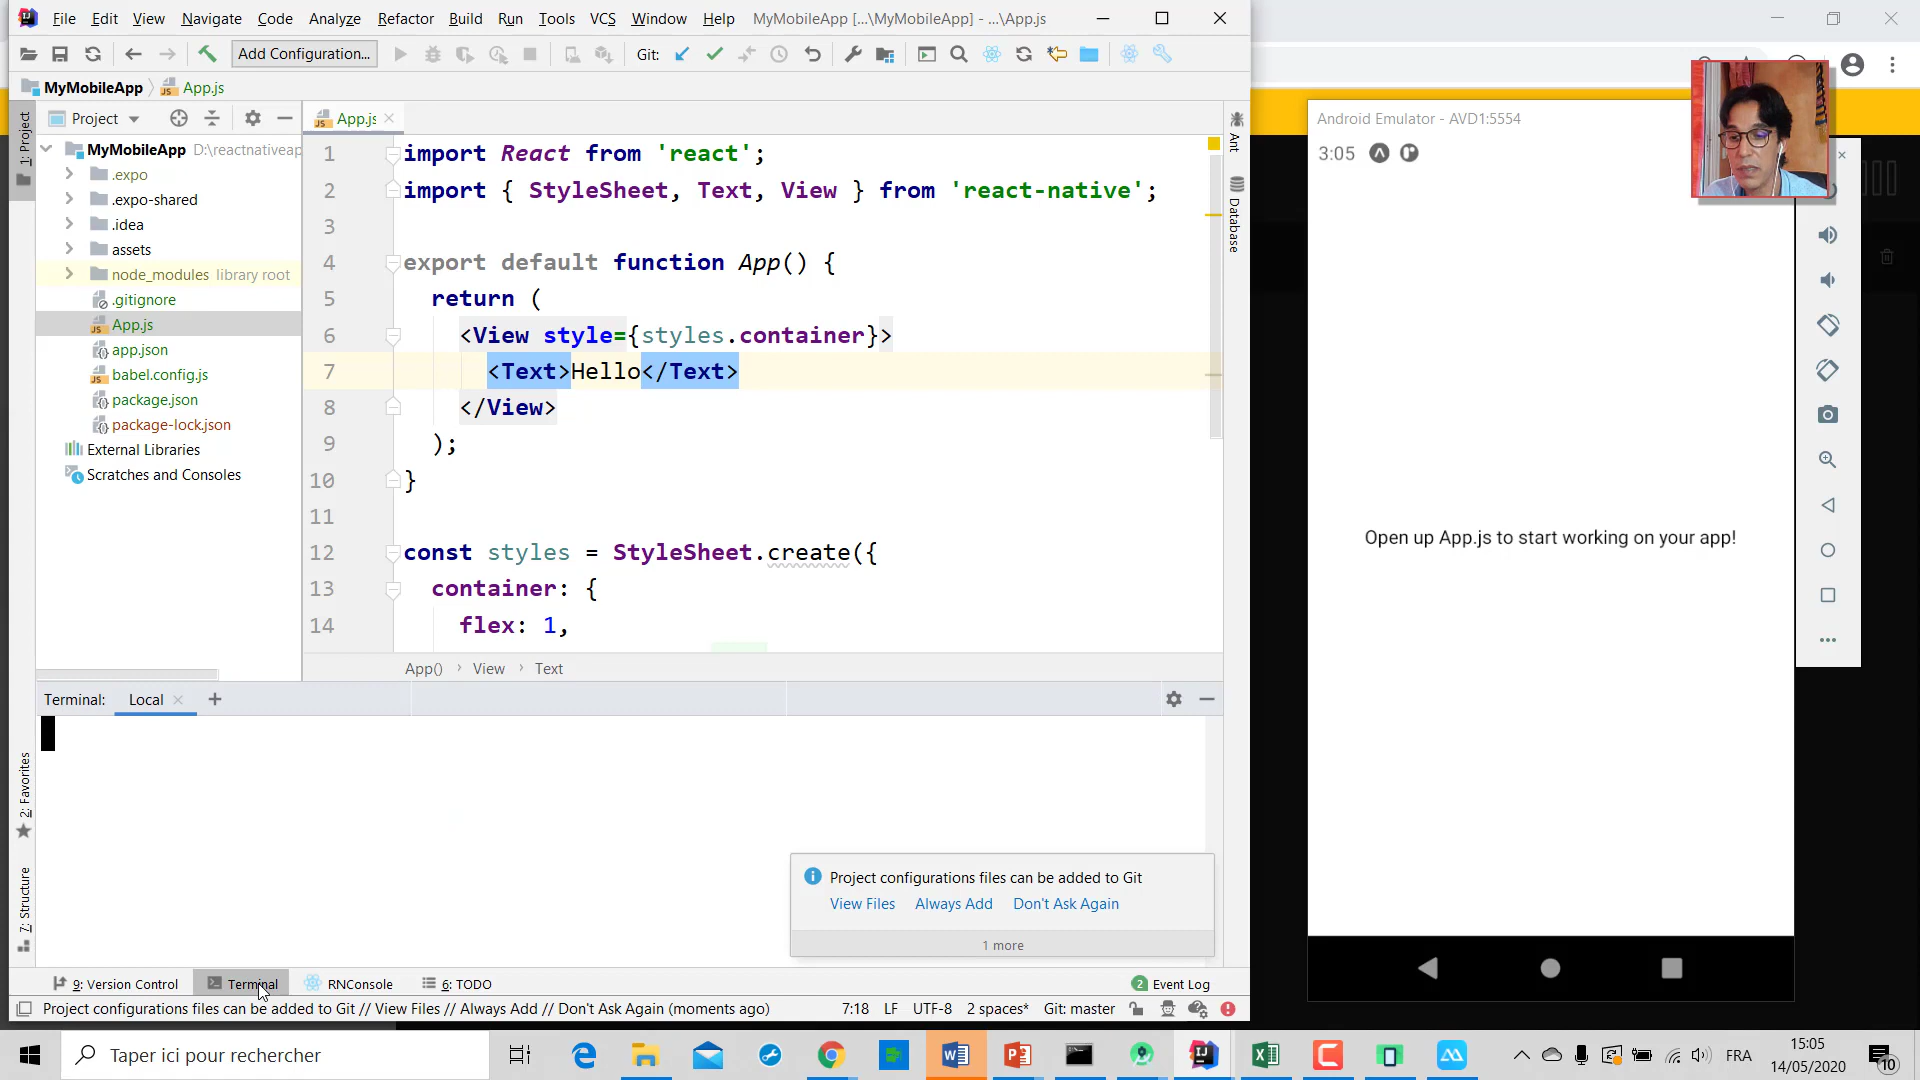 File Edit View Navigate Code Analyze Refactor Build Run Tools VCS Window Help MyMobileApp [...\MyMobileApp] - ...\App.js
Add Configuration... Git:
MyMobileApp App.js
1: Project
Project
App.js
MyMobileApp D:\reactnativeap
.expo
.expo-shared
.idea
assets
node_modules library root
.gitignore
App.js
app.json
babel.config.js
package.json
package-lock.json
External Libraries
Scratches and Consoles
1 import React from 'react';
2 import { StyleSheet, Text, View } from 'react-native';
3
4 export default function App() {
5 return (
6 <View style={styles.container}>
7 <Text>Hello</Text>
8 </View>
9 );
10 }
11
12 const styles = StyleSheet.create({
13 container: {
14 flex: 1,
App() View Text
Ant
Database
Terminal: Local
2: Favorites
7: Structure
Project configurations files can be added to Git
View Files Always Add Don't Ask Again
1 more
9: Version Control Terminal RNConsole 6: TODO 2 Event Log
Project configurations files can be added to Git // View Files // Always Add // Don't Ask Again (moments ago) 7:18 LF UTF-8 2 spaces* Git: master
Android Emulator - AVD1:5554
3:05
Open up App.js to start working on your app!
Taper ici pour rechercher
FRA
15:05
14/05/2020
10